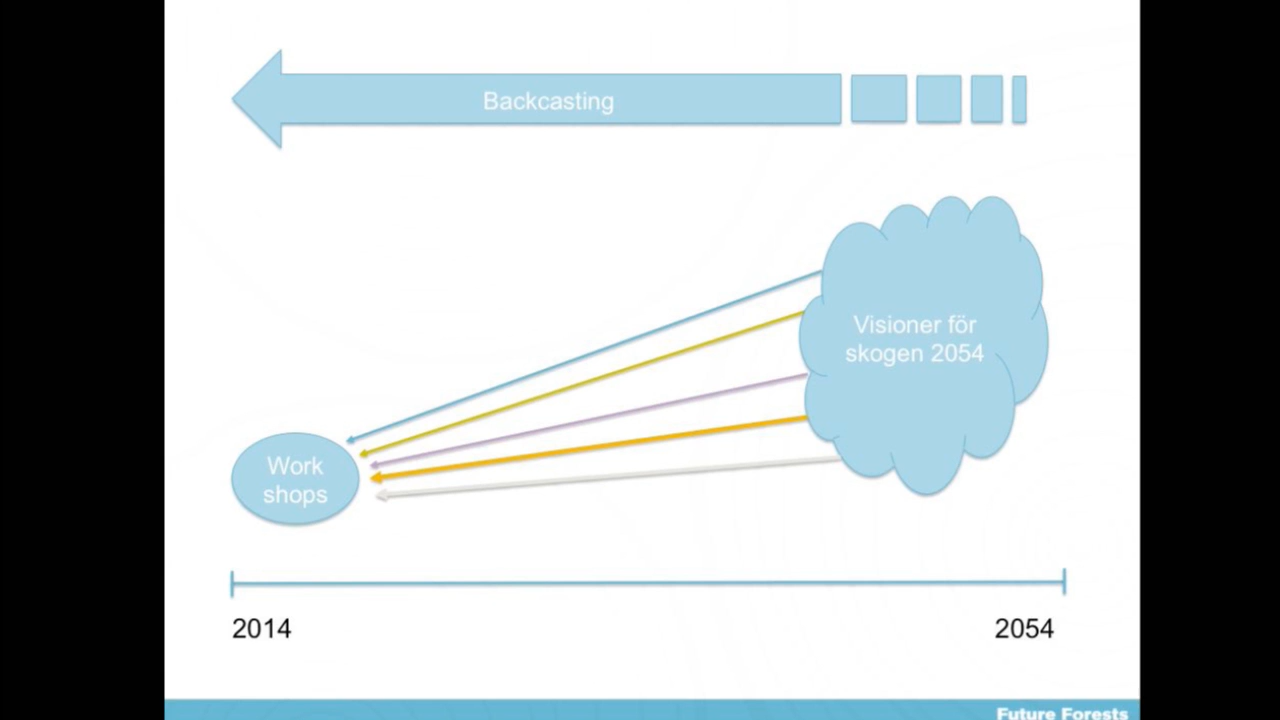 Backcasting
Visioner för
skogen 2054
Work
shops
2014
2054
Future Forests